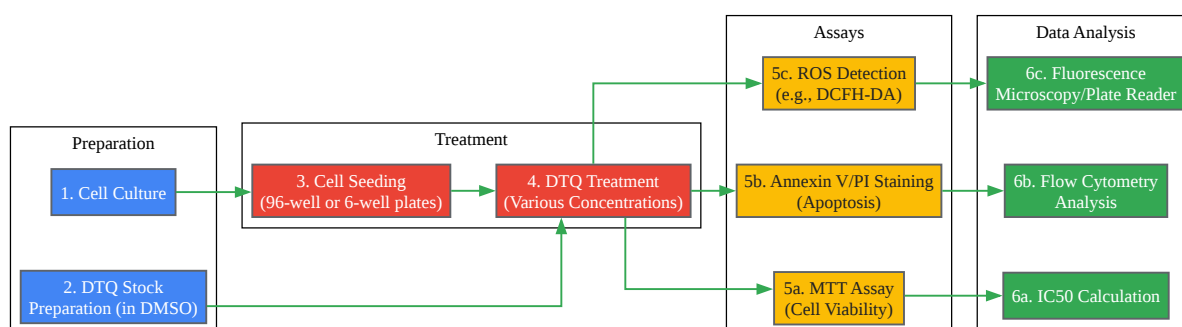 Preparation
1. Cell Culture
2. DTQ Stock
Preparation (in DMSO)
Treatment
3. Cell Seeding
(96-well or 6-well plates)
4. DTQ Treatment
(Various Concentrations)
Assays
5c. ROS Detection
(e.g., DCFH-DA)
5b. Annexin V/PI Staining
(Apoptosis)
5a. MTT Assay
(Cell Viability)
Data Analysis
6c. Fluorescence
Microscopy/Plate Reader
6b. Flow Cytometry
Analysis
6a. IC50 Calculation